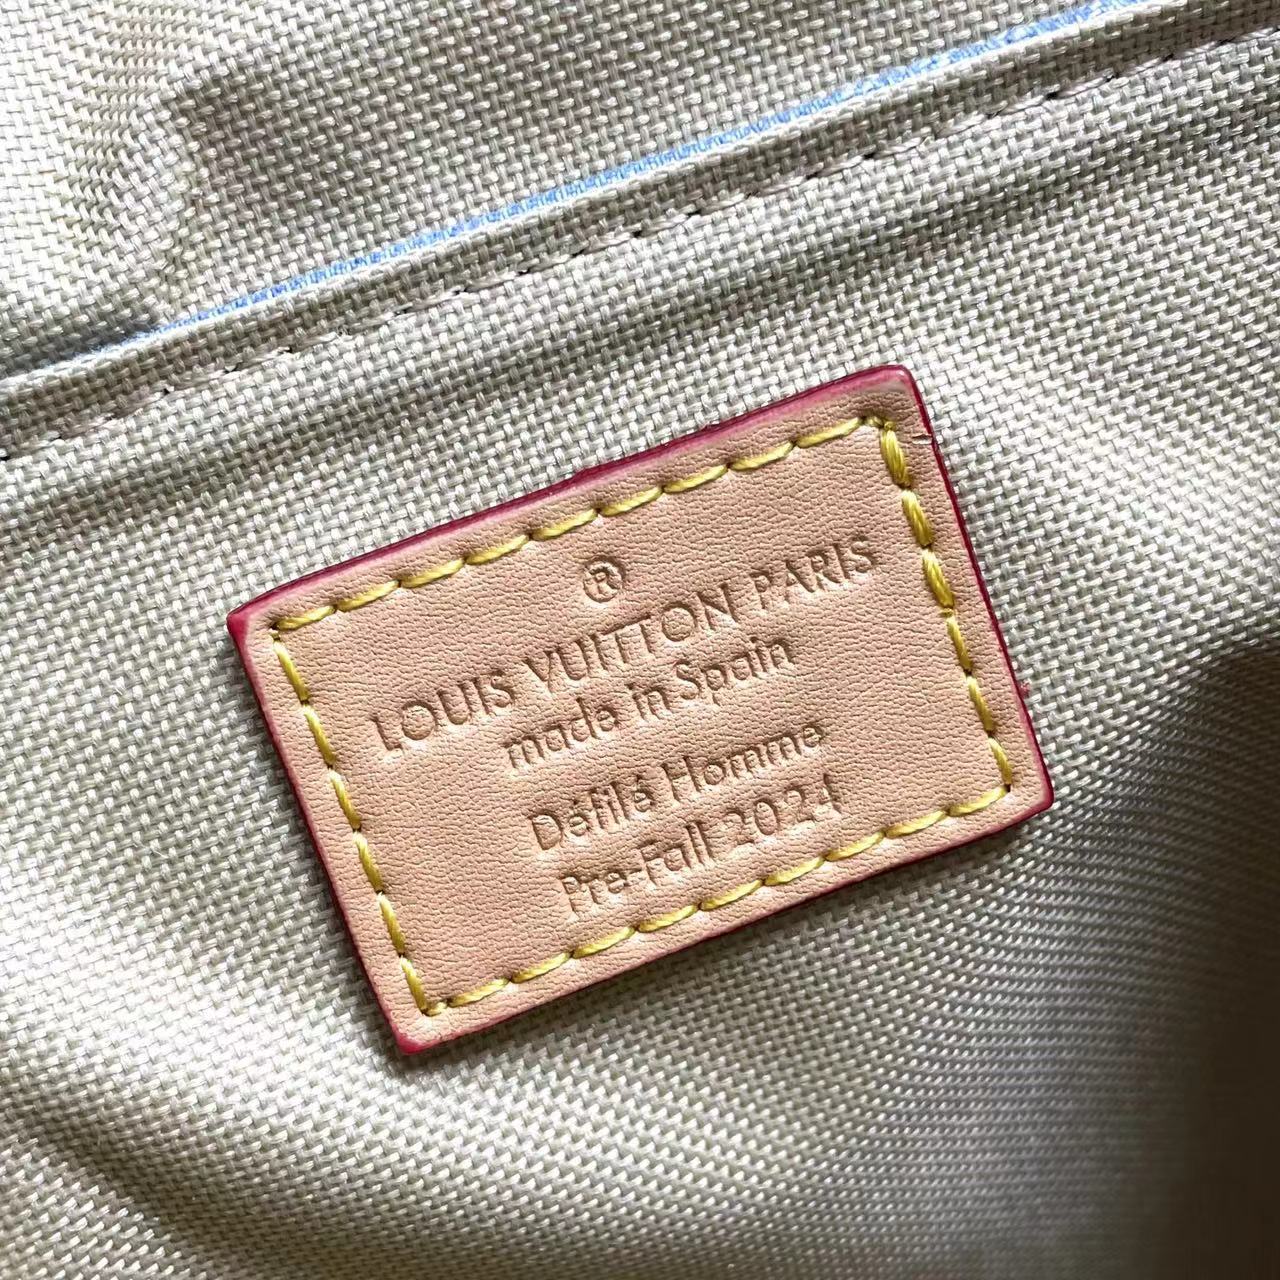 ®
LOUIS VUITTON PARIS
made in Spain
Défilé Homme
Pre-Fall 2024